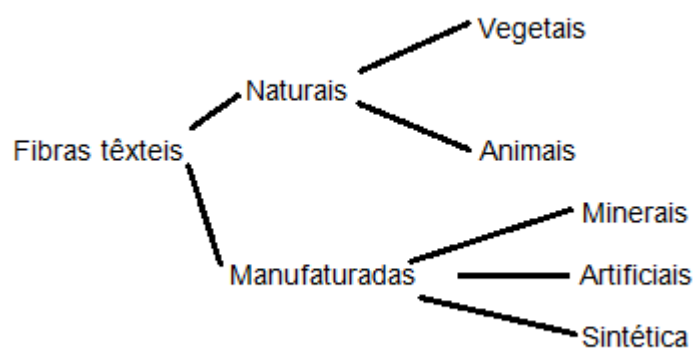 Vegetais
Naturais
Fibras têxteis
Animais
Minerais
Manufaturadas
Artificiais
Sintética